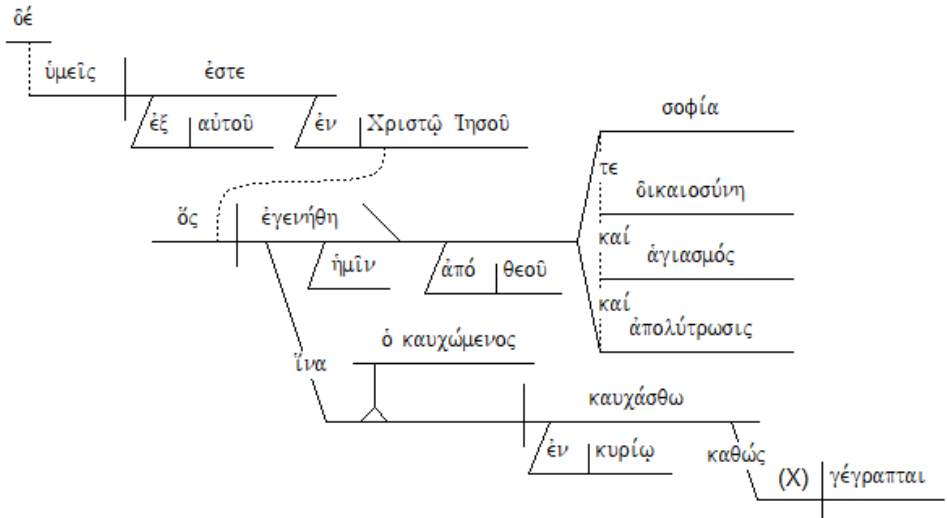 δέ
ὑμεῖς ἐστε
ἐξ αὐτοῦ ἐν Χριστῷ Ἰησοῦ
σοφία
τε
δικαιοσύνη
ὅς ἐγενήθη
καί
ἁγιασμός
ἡμῖν ἀπό θεοῦ
καί
ἀπολύτρωσις
ὁ καυχώμενος
ἵνα
καυχάσθω
ἐν κυρίῳ καθώς
(X) γέγραπται